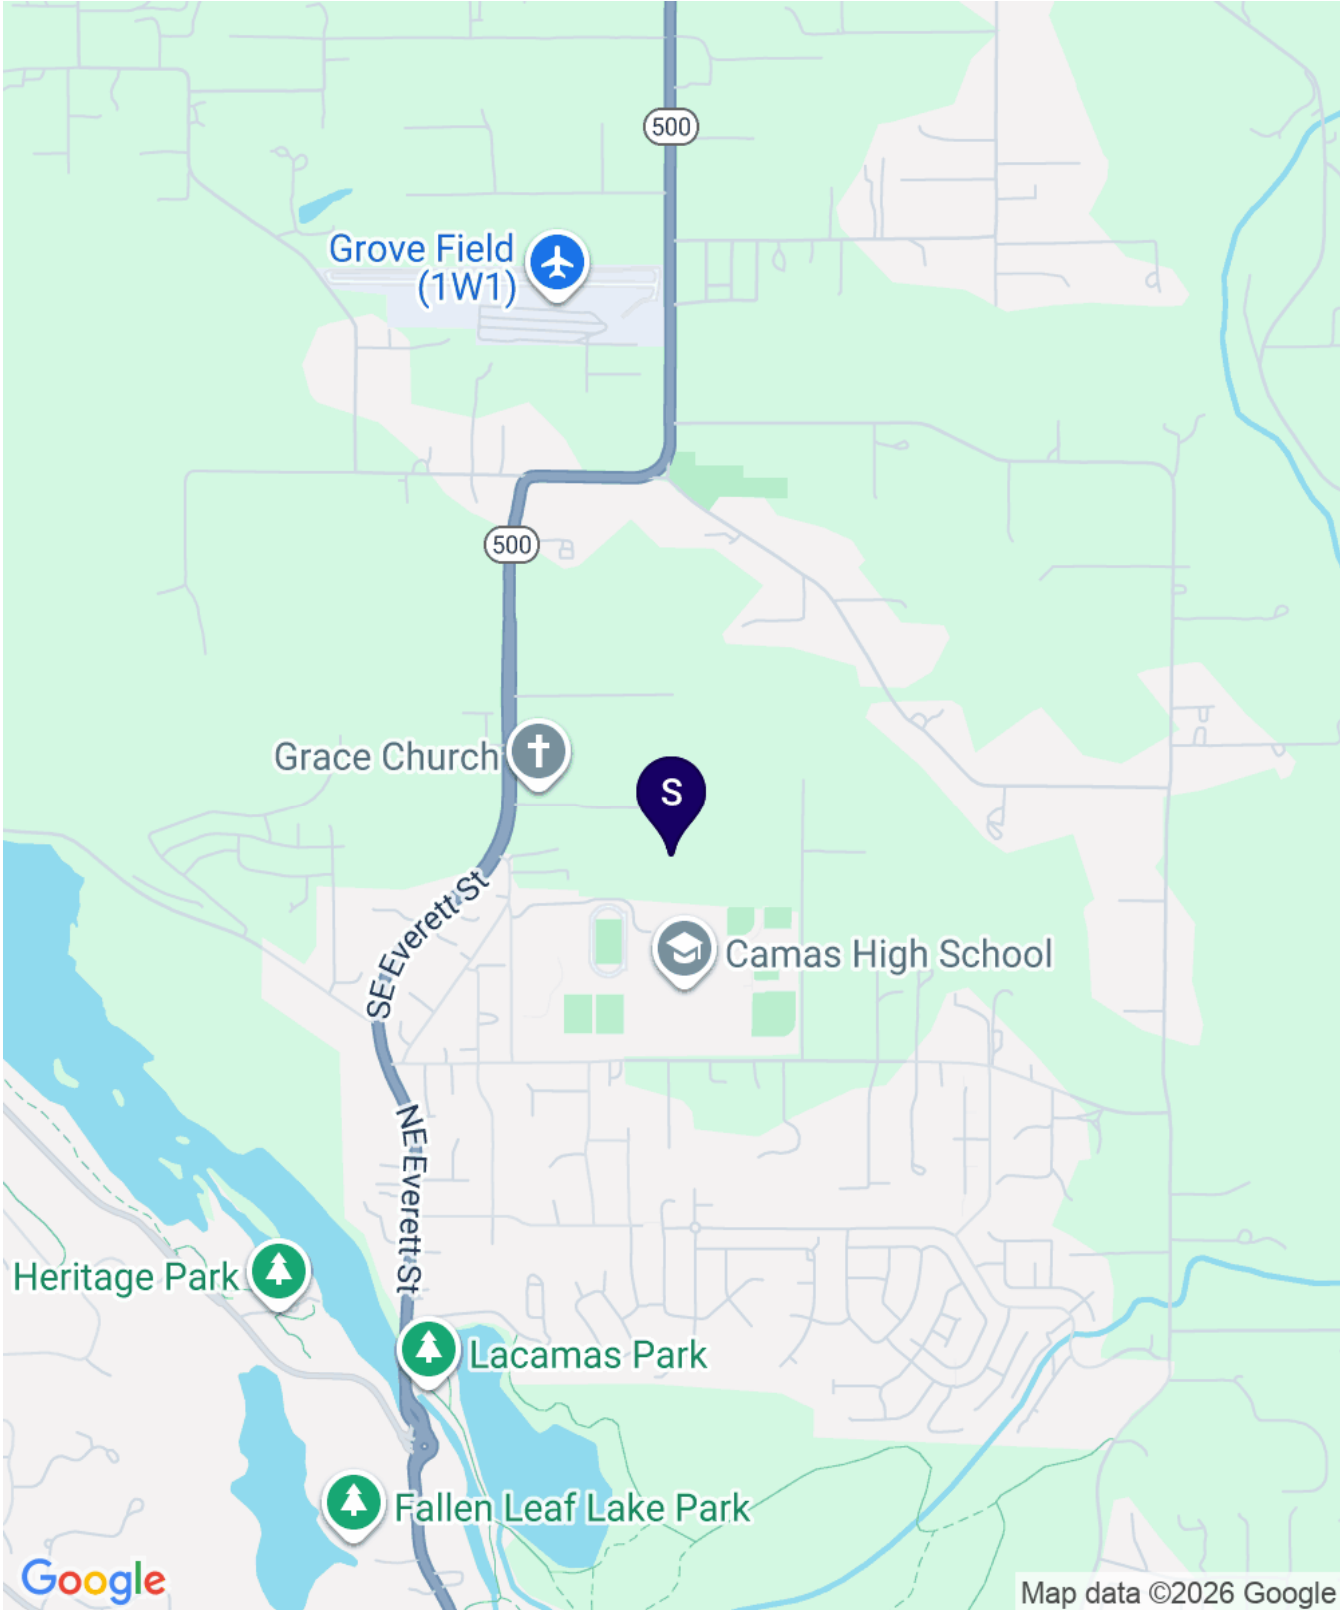 500
Grove Field
(1W1)
500
Grace Church
S
SE Everett St
Camas High School
NE Everett St
Heritage Park
Lacamas Park
Fallen Leaf Lake Park
Google
Map data ©2026 Google